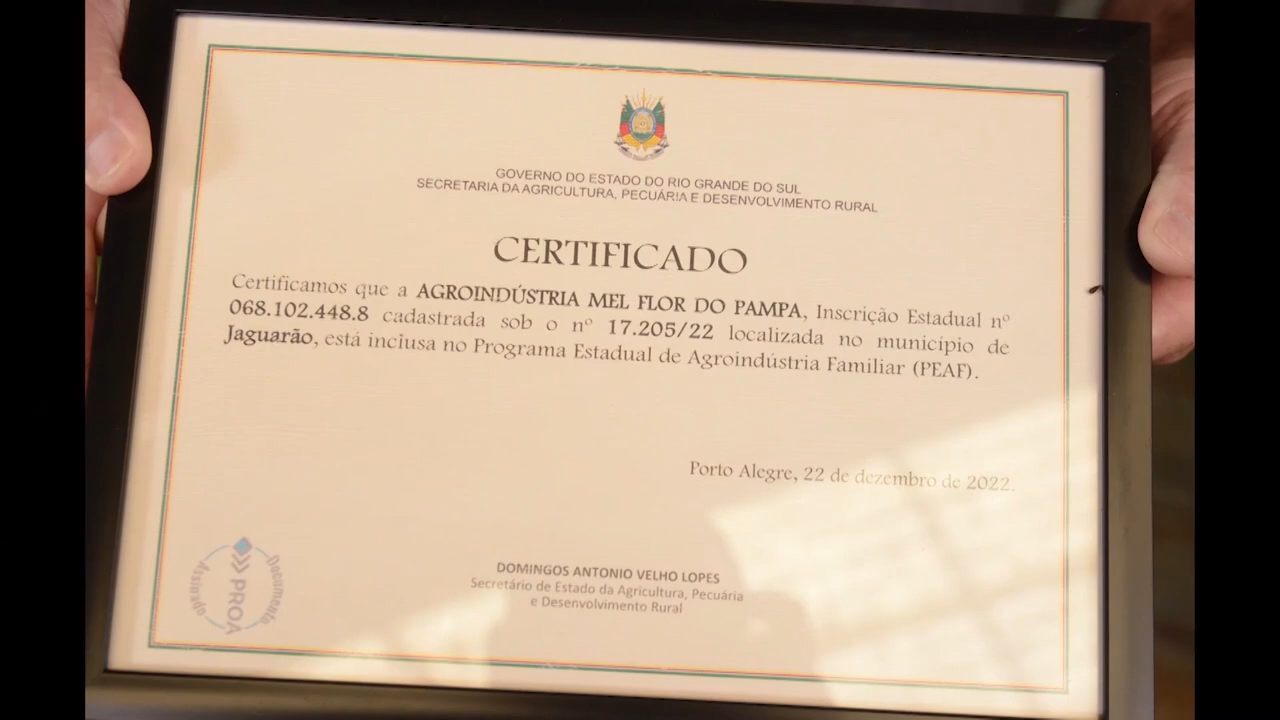 GOVERNO DO ESTADO DO RIO GRANDE DO SUL
SECRETARIA DA AGRICULTURA, PECUÁRIA E DESENVOLVIMENTO RURAL
CERTIFICADO
Certificamos que a AGROINDÚSTRIA MEL FLOR DO PAMPA, Inscrição Estadual nº
068.102.448.8 cadastrada sob o nº 17.205/22 localizada no município de
Jaguarão, está inclusa no Programa Estadual de Agroindústria Familiar (PEAF).
Porto Alegre, 22 de dezembro de 2022.
DOMINGOS ANTONIO VELHO LOPES
Secretário de Estado da Agricultura, Pecuária
e Desenvolvimento Rural
Documento
PROA
Assinado